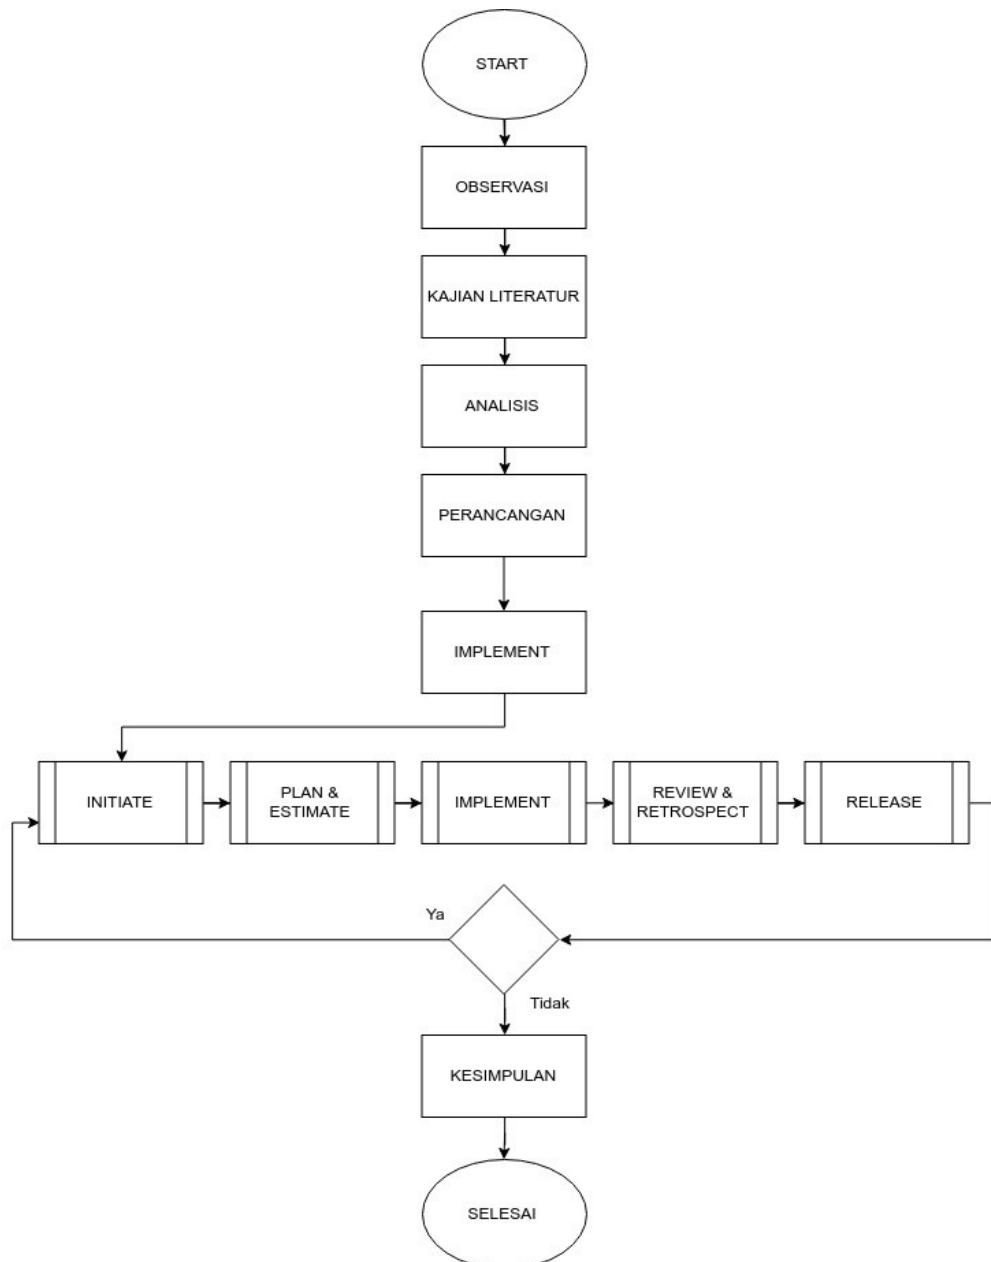 START
OBSERVASI
KAJIAN LITERATUR
ANALISIS
PERANCANGAN
IMPLEMENT
INITIATE
PLAN &
ESTIMATE
IMPLEMENT
REVIEW &
RETROSPECT
RELEASE
Ya
Tidak
KESIMPULAN
SELESAI